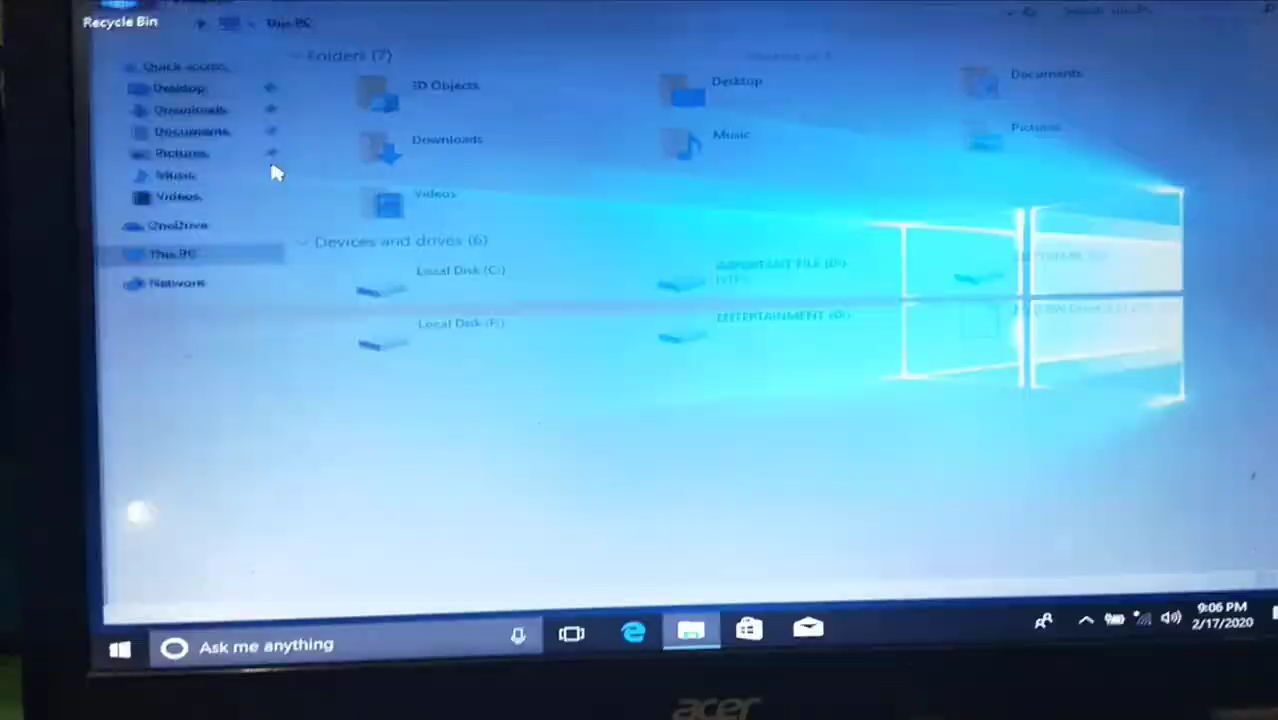 Recycle Bin
This PC
Folders (7)
Quick access
3D Objects
Desktop
Documents
Desktop
Downloads
Downloads
Music
Pictures
Documents
Pictures
Music
Videos
Videos
OneDrive
Devices and drives (6)
This PC
Local Disk (C:)
IMPORTANT FILE (D:)
NTFS
Network
Local Disk (F:)
ENTERTAINMENT (G:)
Ask me anything
9:06 PM
2/17/2020
acer